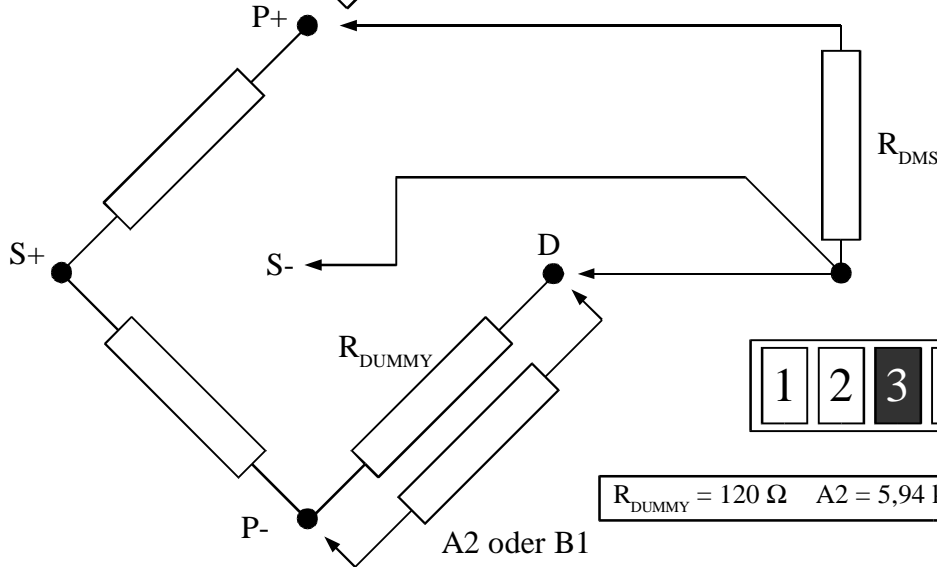 P+
R_DMS
S+
S-
D
R_DUMMY
1 2 3
R_DUMMY = 120 Ω A2 = 5,94
P-
A2 oder B1